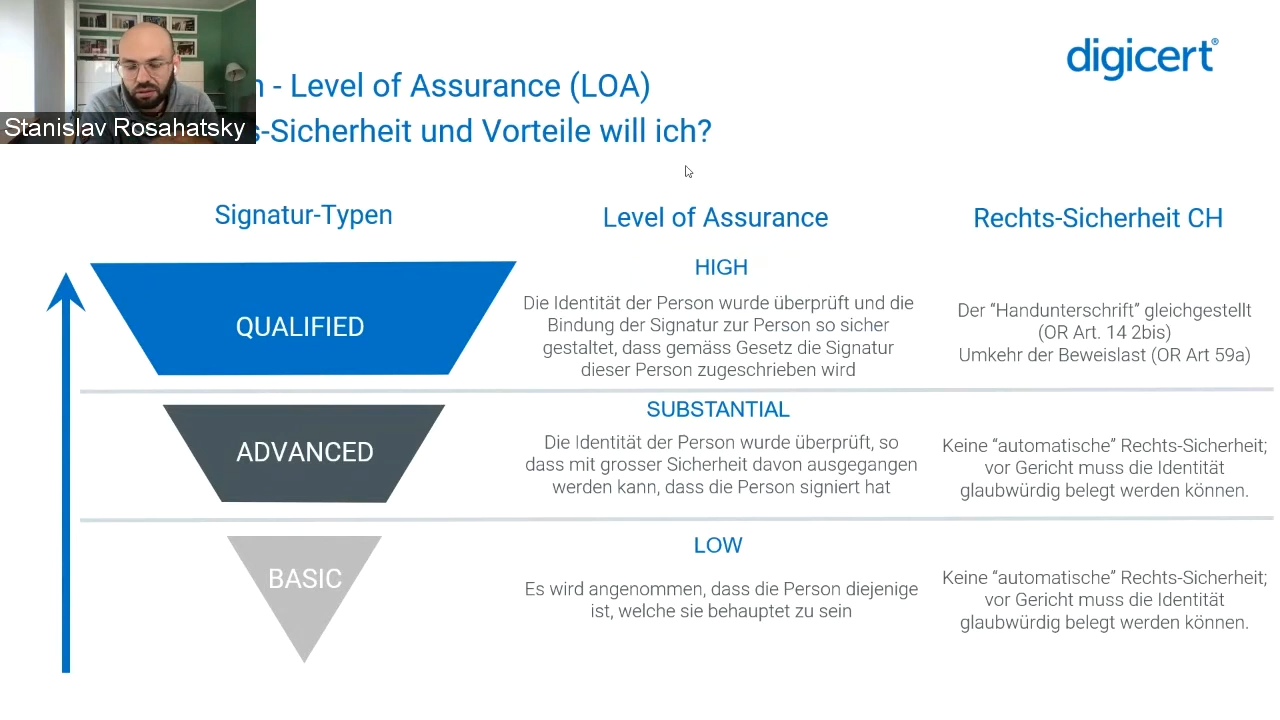 digicert®
- Level of Assurance (LOA)
-Sicherheit und Vorteile will ich?
Stanislav Rosahatsky
Signatur-Typen
Level of Assurance
Rechts-Sicherheit CH
QUALIFIED
HIGH
Die Identität der Person wurde überprüft und die
Bindung der Signatur zur Person so sicher
gestaltet, dass gemäss Gesetz die Signatur
dieser Person zugeschrieben wird
Der “Handunterschrift” gleichgestellt
(OR Art. 14 2bis)
Umkehr der Beweislast (OR Art 59a)
ADVANCED
SUBSTANTIAL
Die Identität der Person wurde überprüft, so
dass mit grosser Sicherheit davon ausgegangen
werden kann, dass die Person signiert hat
Keine “automatische” Rechts-Sicherheit;
vor Gericht muss die Identität
glaubwürdig belegt werden können.
BASIC
LOW
Es wird angenommen, dass die Person diejenige
ist, welche sie behauptet zu sein
Keine “automatische” Rechts-Sicherheit;
vor Gericht muss die Identität
glaubwürdig belegt werden können.